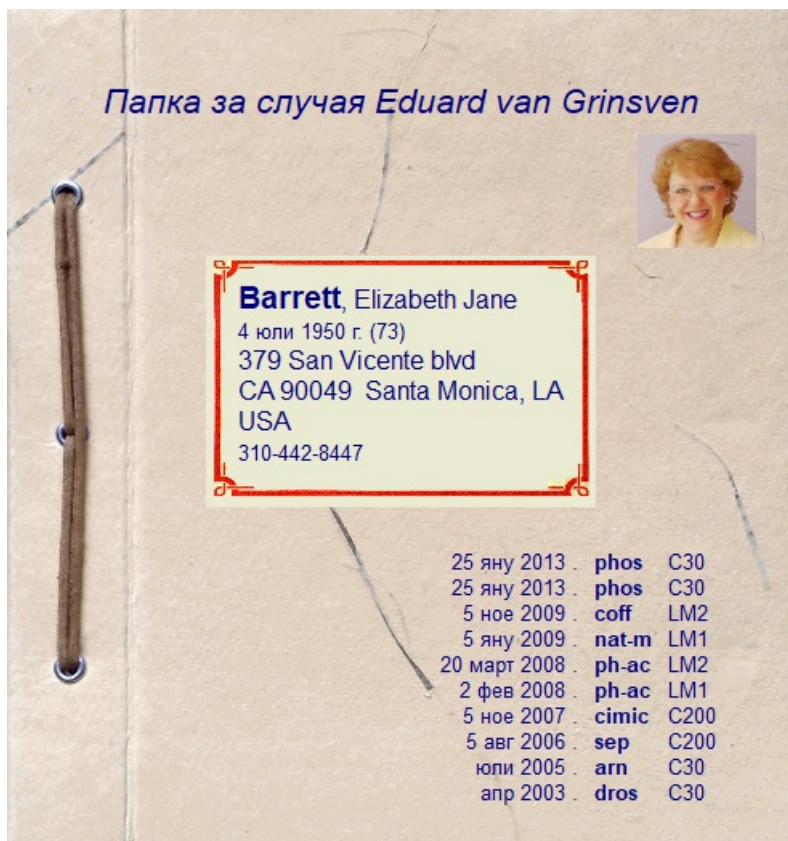 Папка за случая Eduard van Grinsven
Barrett, Elizabeth Jane
4 юли 1950 г. (73)
379 San Vicente blvd
CA 90049 Santa Monica, LA
USA
310-442-8447
25 яну 2013 . phos C30
25 яну 2013 . phos C30
5 ное 2009 . coff LM2
5 яну 2009 . nat-m LM1
20 март 2008 . ph-ac LM2
2 фев 2008 . ph-ac LM1
5 ное 2007 . cimic C200
5 авг 2006 . sep C200
юли 2005 . arn C30
апр 2003 . dros C30